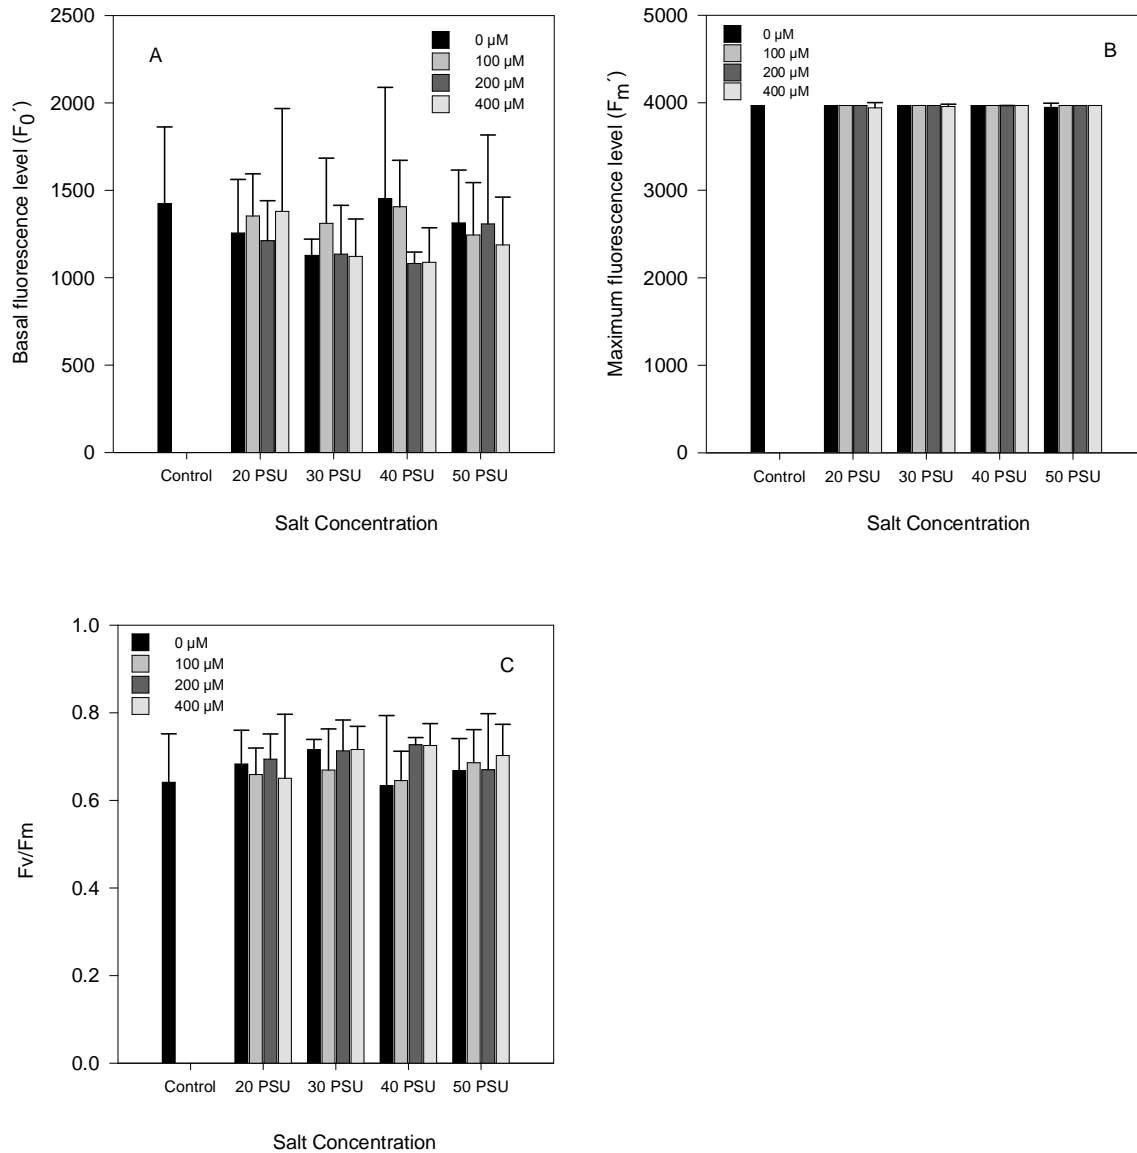 A
0 µM
100 µM
200 µM
400 µM
Basal fluorescence level (F0´)
2500
2000
1500
1000
500
0
Control 20 PSU 30 PSU 40 PSU 50 PSU
Salt Concentration
B
0 µM
100 µM
200 µM
400 µM
Maximum fluorescence level (Fm´)
5000
4000
3000
2000
1000
0
Control 20 PSU 30 PSU 40 PSU 50 PSU
Salt Concentration
C
0 µM
100 µM
200 µM
400 µM
Fv/Fm
1.0
0.8
0.6
0.4
0.2
0.0
Control 20 PSU 30 PSU 40 PSU 50 PSU
Salt Concentration